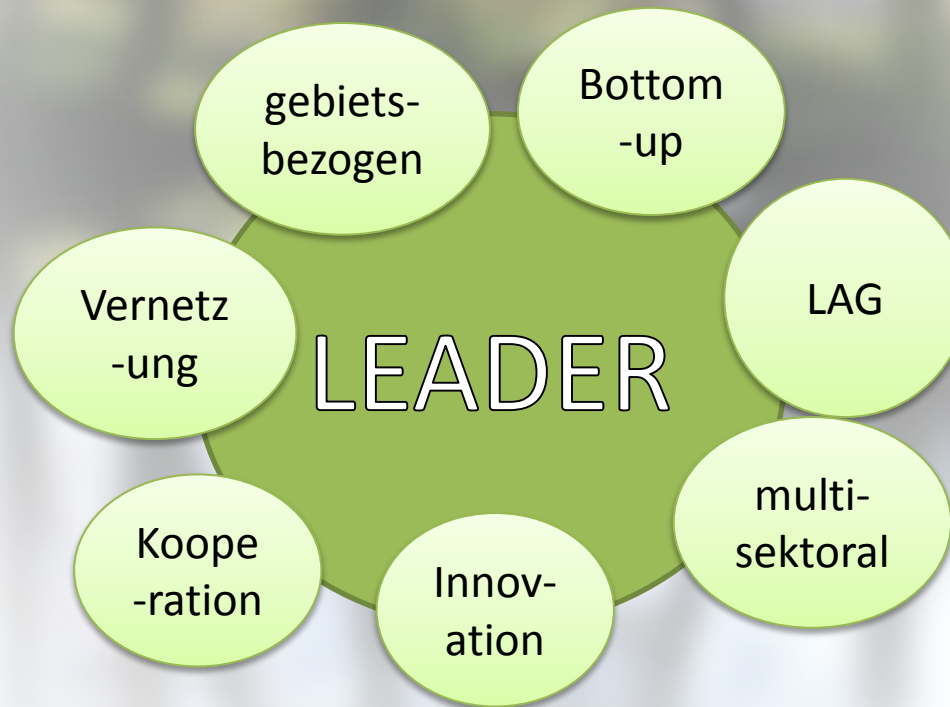 gebiets-
bezogen
Bottom
-up
LAG
Vernetz
-ung
LEADER
multi-
sektoral
Koope
-ration
Innov-
ation